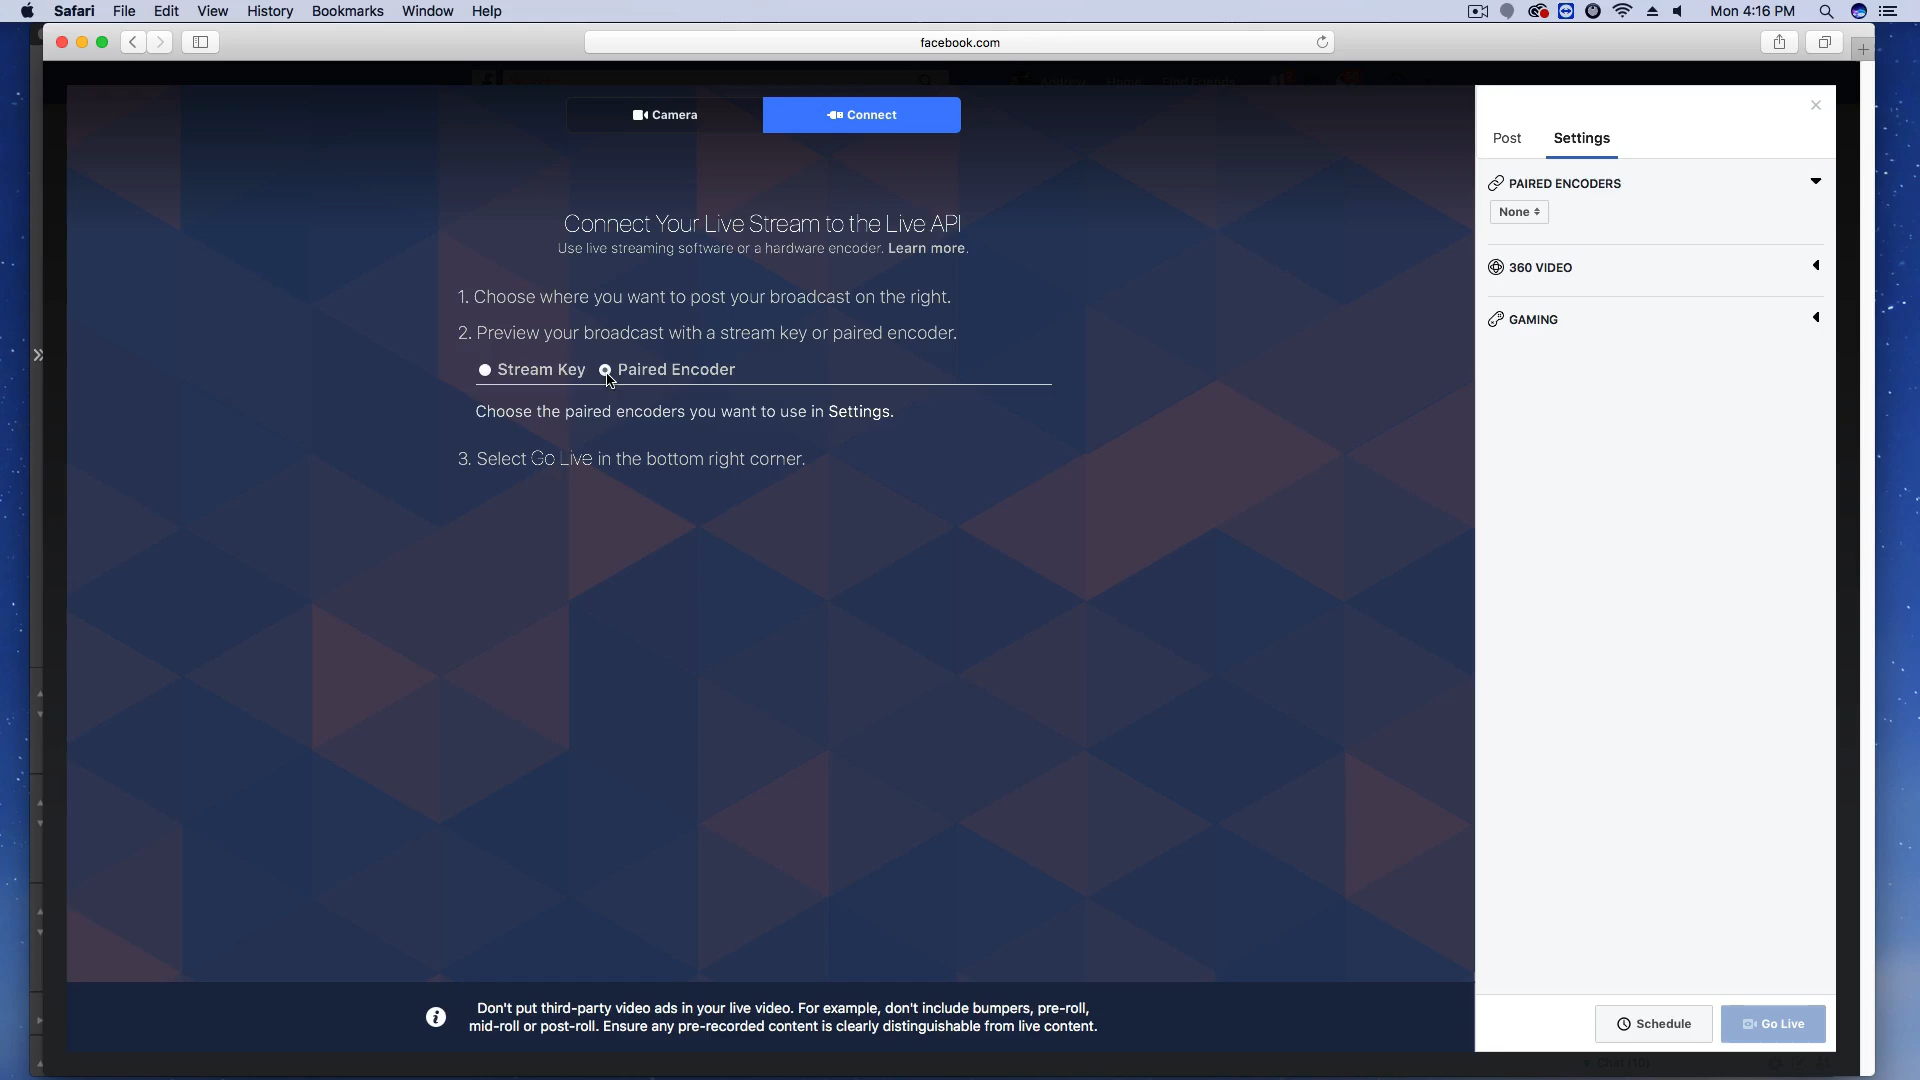 Safari File Edit View History Bookmarks Window Help Mon 4:16 PM
facebook.com
Camera Connect
Post Settings
PAIRED ENCODERS
None
360 VIDEO
GAMING
Connect Your Live Stream to the Live API
Use live streaming software or a hardware encoder. Learn more.
1. Choose where you want to post your broadcast on the right.
2. Preview your broadcast with a stream key or paired encoder.
Stream Key Paired Encoder
Choose the paired encoders you want to use in Settings.
3. Select Go Live in the bottom right corner.
Don't put third-party video ads in your live video. For example, don't include bumpers, pre-roll,
mid-roll or post-roll. Ensure any pre-recorded content is clearly distinguishable from live content.
Schedule Go Live